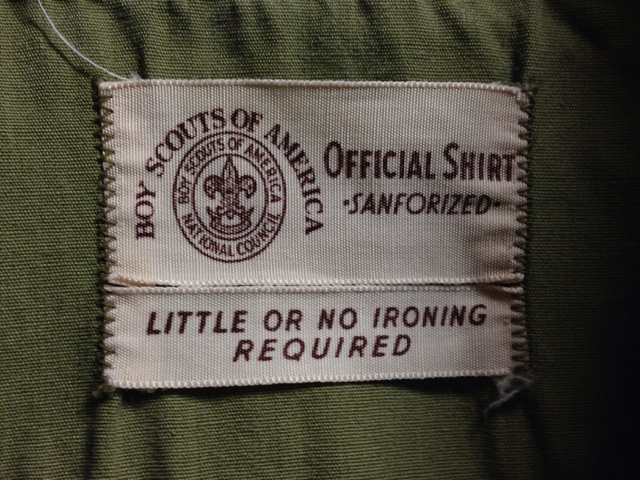 BOY SCOUTS OF AMERICA
BOY SCOUTS OF AMERICA
NATIONAL COUNCIL
OFFICIAL SHIRT
·SANFORIZED·
LITTLE OR NO IRONING
REQUIRED